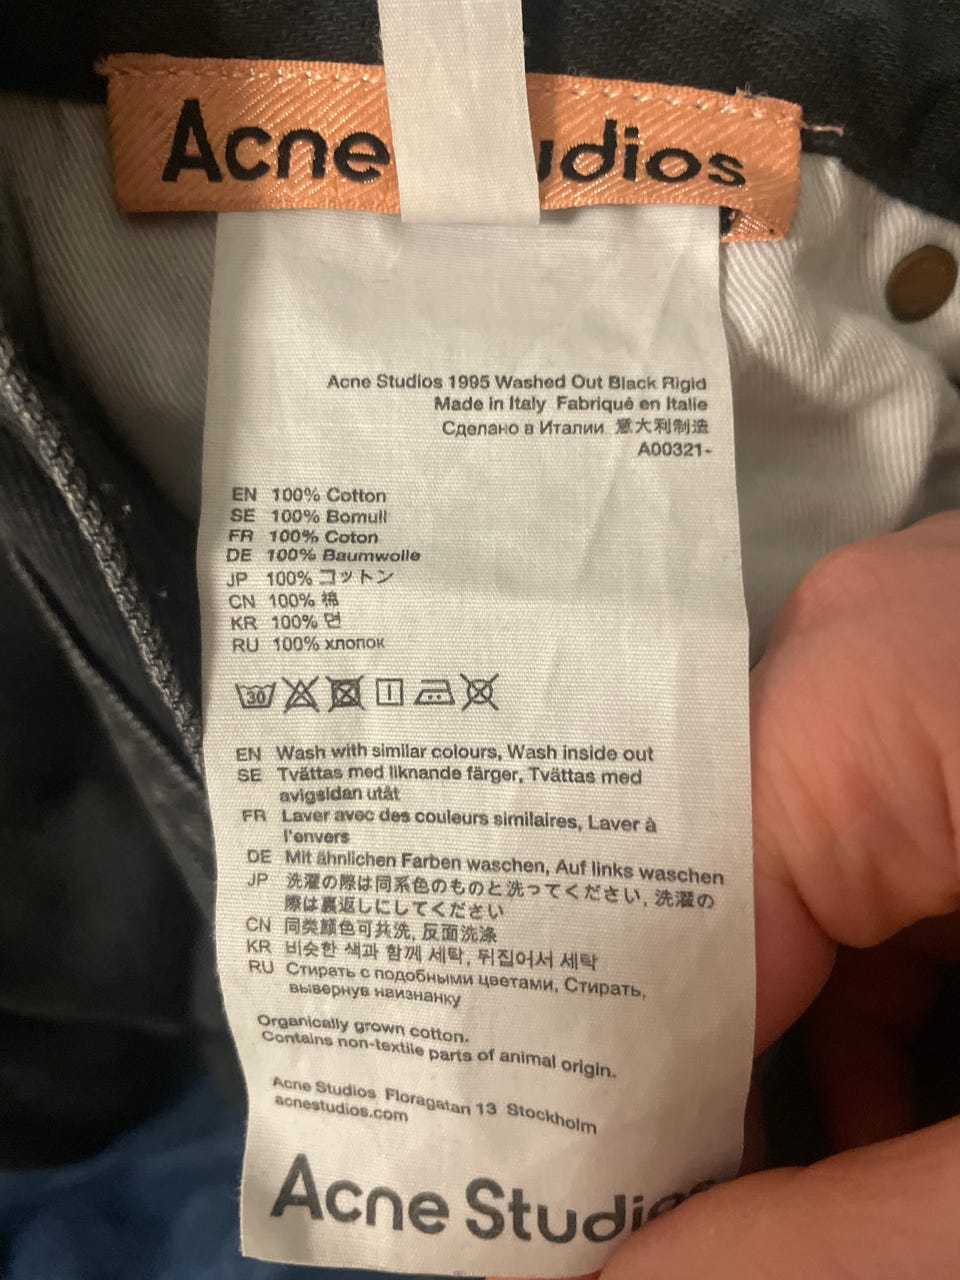 Acne udios
Acne Studios 1995 Washed Out Black Rigid
Made in Italy Fabriqué en Italie
Сделано в Италии 意大利制造
A00321-
EN 100% Cotton
SE 100% Bomull
FR 100% Coton
DE 100% Baumwolle
JP 100% コットン
CN 100% 棉
KR 100% 면
RU 100% хлопок
30
EN Wash with similar colours, Wash inside out
SE Tvättas med liknande färger, Tvättas med
avigsidan utåt
FR Laver avec des couleurs similaires, Laver à
l'envers
DE Mit ähnlichen Farben waschen, Auf links waschen
JP 洗濯の際は同系色のものと洗ってください, 洗濯の
際は裏返しにしてください
CN 同类颜色可共洗, 反面洗涤
KR 비슷한 색과 함께 세탁, 뒤집어서 세탁
RU Стирать с подобными цветами, Стирать,
вывернув наизнанку
Organically grown cotton.
Contains non-textile parts of animal origin.
Acne Studios Floragatan 13 Stockholm
acnestudios.com
Acne Studios